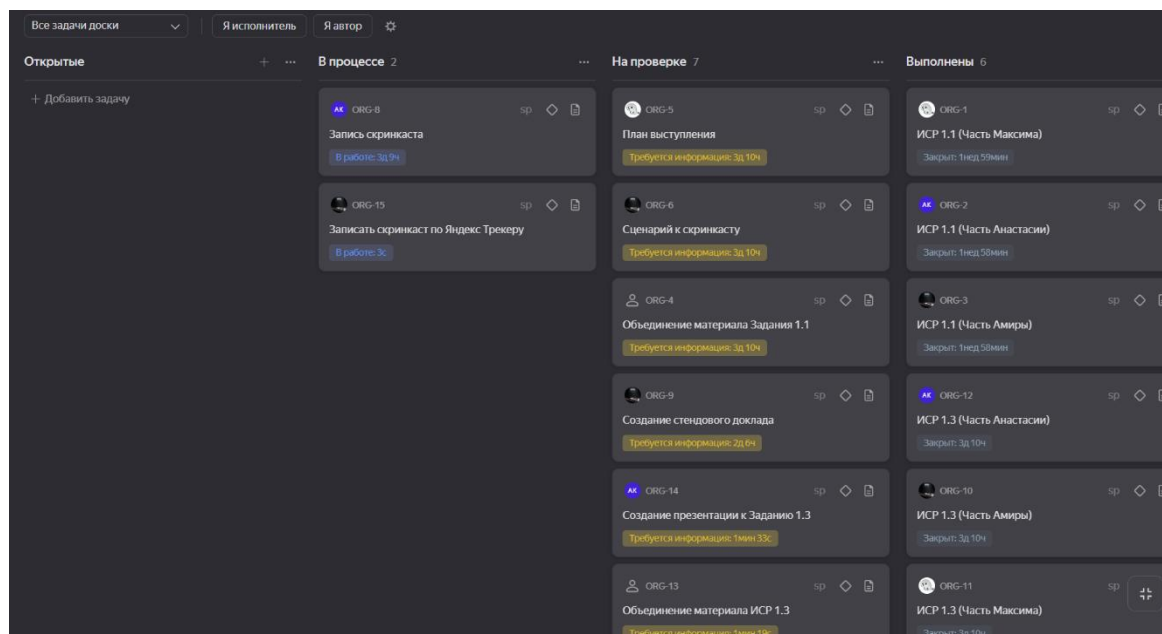 Все задачи доски
Я исполнитель
Я автор
Открытые
+ Добавить задачу
В процессе 2
AK ORG-8 sp
Запись скринкаста
В работе: 3д 9ч
ORG-15 sp
Записать скринкаст по Яндекс Трекеру
В работе: 3с
На проверке 7
ORG-5 sp
План выступления
Требуется информация: 3д 10ч
ORG-6 sp
Сценарий к скринкасту
Требуется информация: 3д 10ч
ORG-4 sp
Объединение материала Задания 1.1
Требуется информация: 3д 10ч
ORG-9 sp
Создание стендового доклада
Требуется информация: 2д 6ч
AK ORG-14 sp
Создание презентации к Заданию 1.3
Требуется информация: 1мин 33с
ORG-13 sp
Объединение материала ИСР 1.3
Требуется информация: 1мин 19с
Выполнены 6
ORG-1 sp
ИСР 1.1 (Часть Максима)
Закрыт: 1нед 59мин
AK ORG-2 sp
ИСР 1.1 (Часть Анастасии)
Закрыт: 1нед 58мин
ORG-3 sp
ИСР 1.1 (Часть Амиры)
Закрыт: 1нед 58мин
AK ORG-12 sp
ИСР 1.3 (Часть Анастасии)
Закрыт: 3д 10ч
ORG-10 sp
ИСР 1.3 (Часть Амиры)
Закрыт: 3д 10ч
ORG-11 sp
ИСР 1.3 (Часть Максима)
Закрыт: 3д 10ч